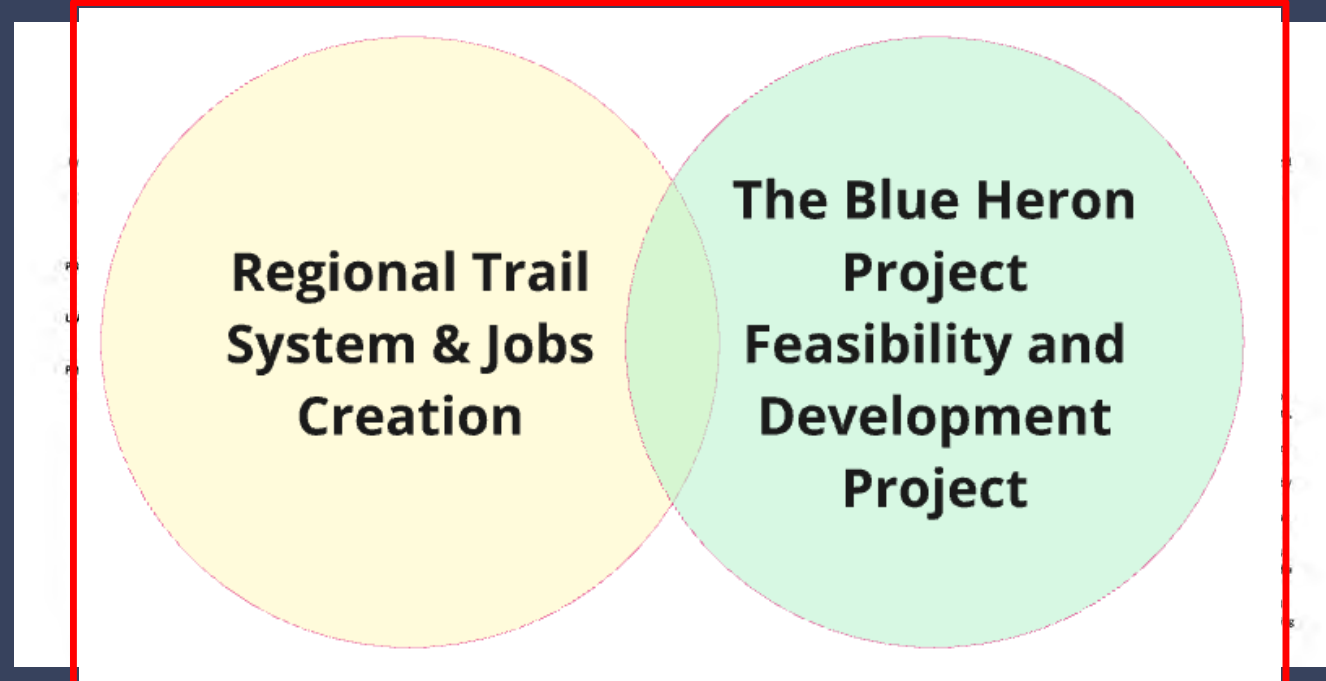 Regional Trail
System & Jobs
Creation
The Blue Heron
Project
Feasibility and
Development
Project